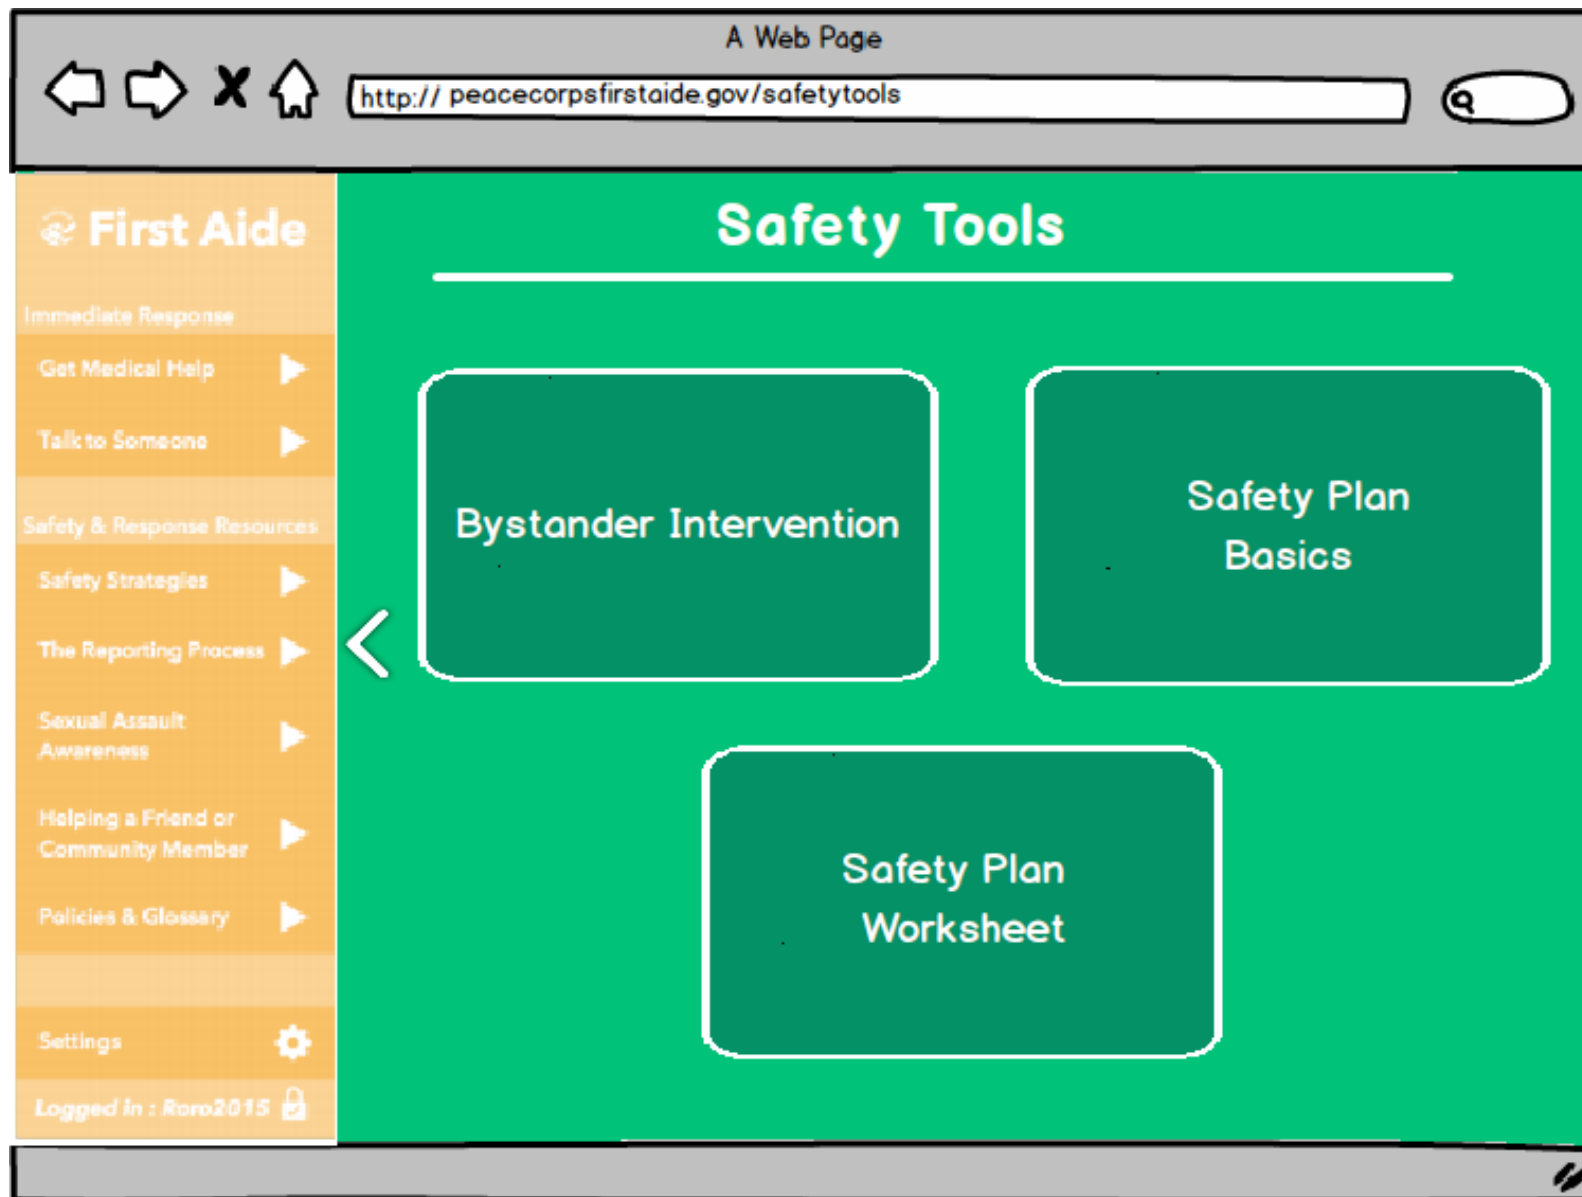 A Web Page
http:// peacecorpsfirstaide.gov/safetytools
First Aide
Immediate Response
Get Medical Help
Talk to Someone
Safety & Response Resources
Safety Strategies
The Reporting Process
Sexual Assault
Awareness
Helping a Friend or
Community Member
Policies & Glossary
Settings
Logged in : Roro2015
Safety Tools
Bystander Intervention
Safety Plan
Basics
Safety Plan
Worksheet